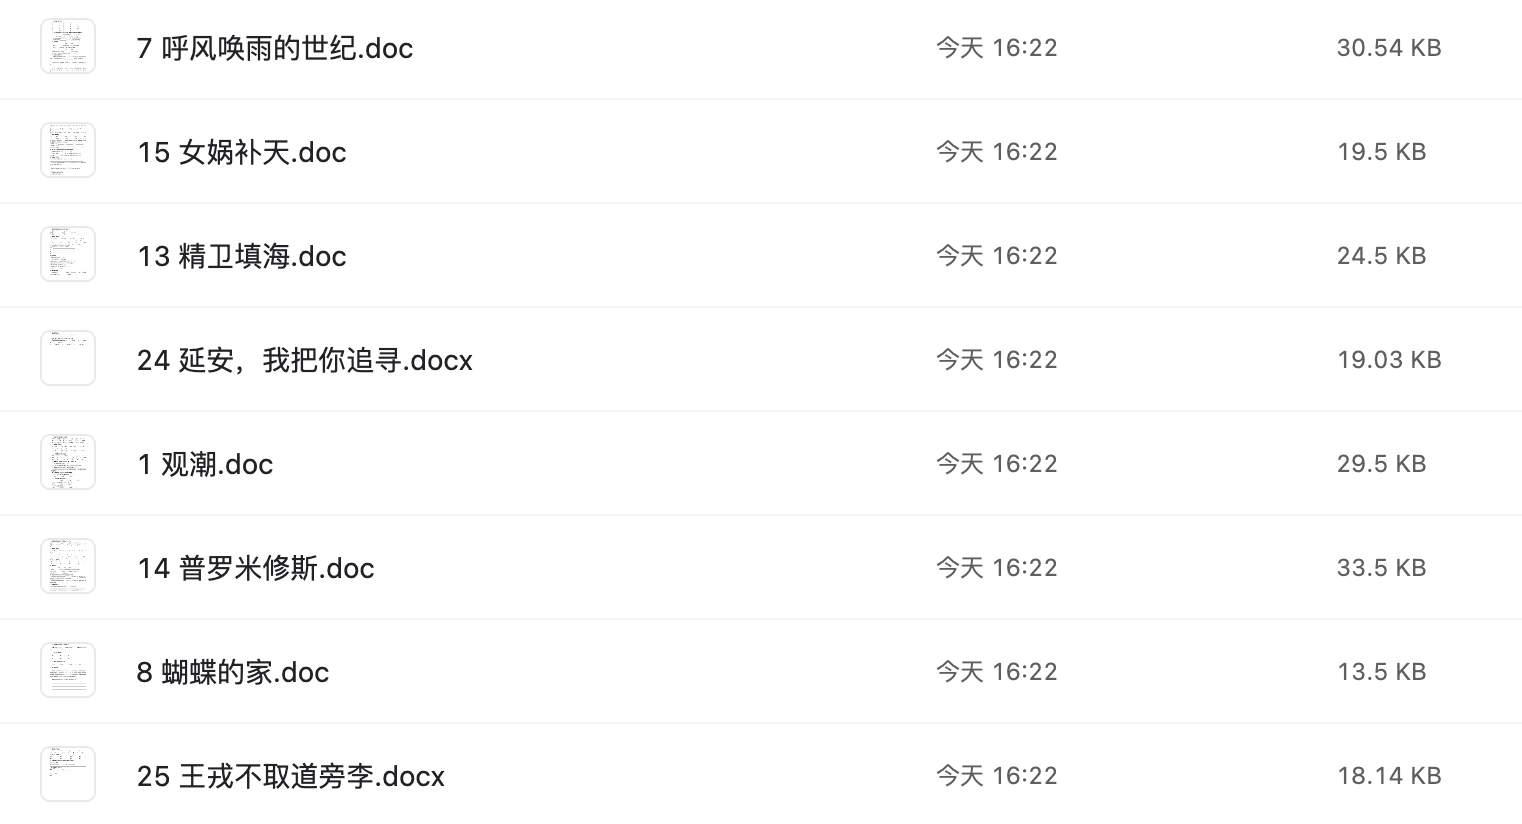 7 呼风唤雨的世纪.doc 今天 16:22 30.54 KB
15 女娲补天.doc 今天 16:22 19.5 KB
13 精卫填海.doc 今天 16:22 24.5 KB
24 延安，我把你追寻.docx 今天 16:22 19.03 KB
1 观潮.doc 今天 16:22 29.5 KB
14 普罗米修斯.doc 今天 16:22 33.5 KB
8 蝴蝶的家.doc 今天 16:22 13.5 KB
25 王戎不取道旁李.docx 今天 16:22 18.14 KB